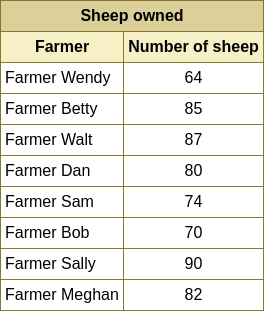 Sheep owned
Farmer Number of sheep
Farmer Wendy 64
Farmer Betty 85
Farmer Walt 87
Farmer Dan 80
Farmer Sam 74
Farmer Bob 70
Farmer Sally 90
Farmer Meghan 82